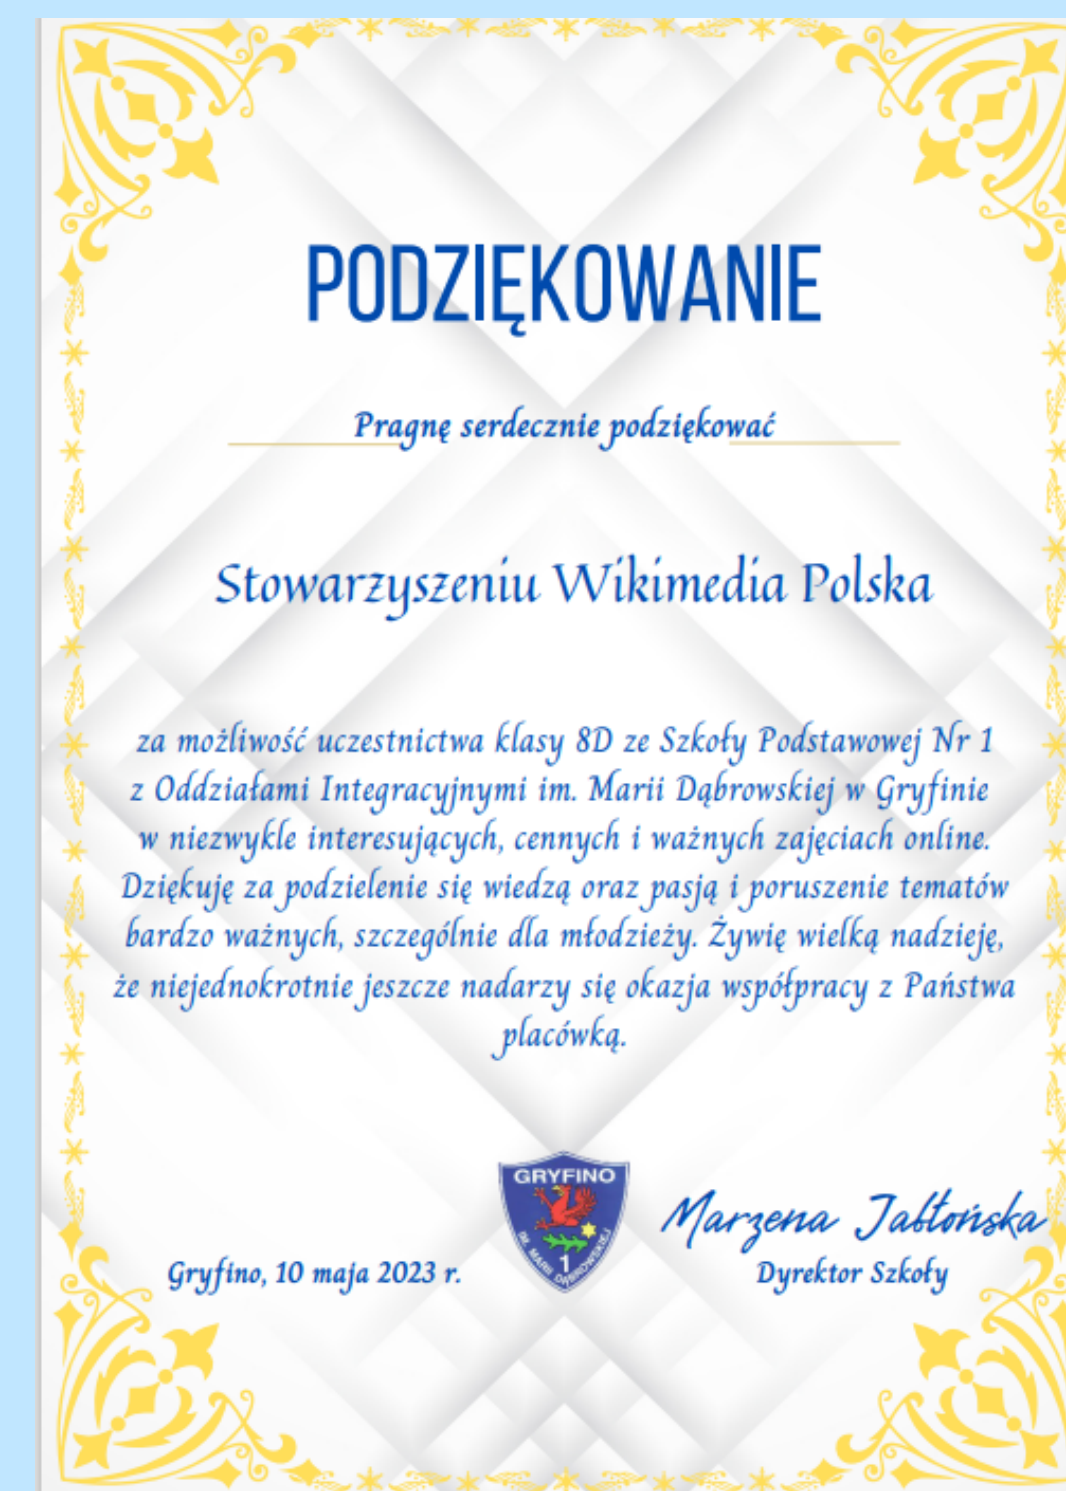 PODZIĘKOWANIE
Pragnę serdecznie podziękować
Stowarzyszeniu Wikimedia Polska
za możliwość uczestnictwa klasy 8D ze Szkoły Podstawowej Nr 1
z Oddziałami Integracyjnymi im. Marii Dąbrowskiej w Gryfinie
w niezwykle interesujących, cennych i ważnych zajęciach online.
Dziękuję za podzielenie się wiedzą oraz pasją i poruszenie tematów
bardzo ważnych, szczególnie dla młodzieży. Żywię wielką nadzieję,
że niejednokrotnie jeszcze nadarzy się okazja współpracy z Państwa
placówką.
GRYFINO
IM. MARII DĄBROWSKIEJ
1
Marzena Jabłońska
Gryfino, 10 maja 2023 r.
Dyrektor Szkoły